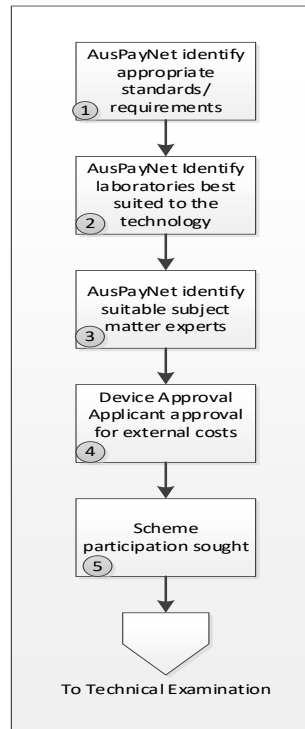 AusPayNet identify
appropriate
standards/
requirements
1
AusPayNet Identify
laboratories best
suited to the
technology
2
AusPayNet identify
suitable subject
matter experts
3
Device Approval
Applicant approval
for external costs
4
Scheme
participation sought
5
To Technical Examination